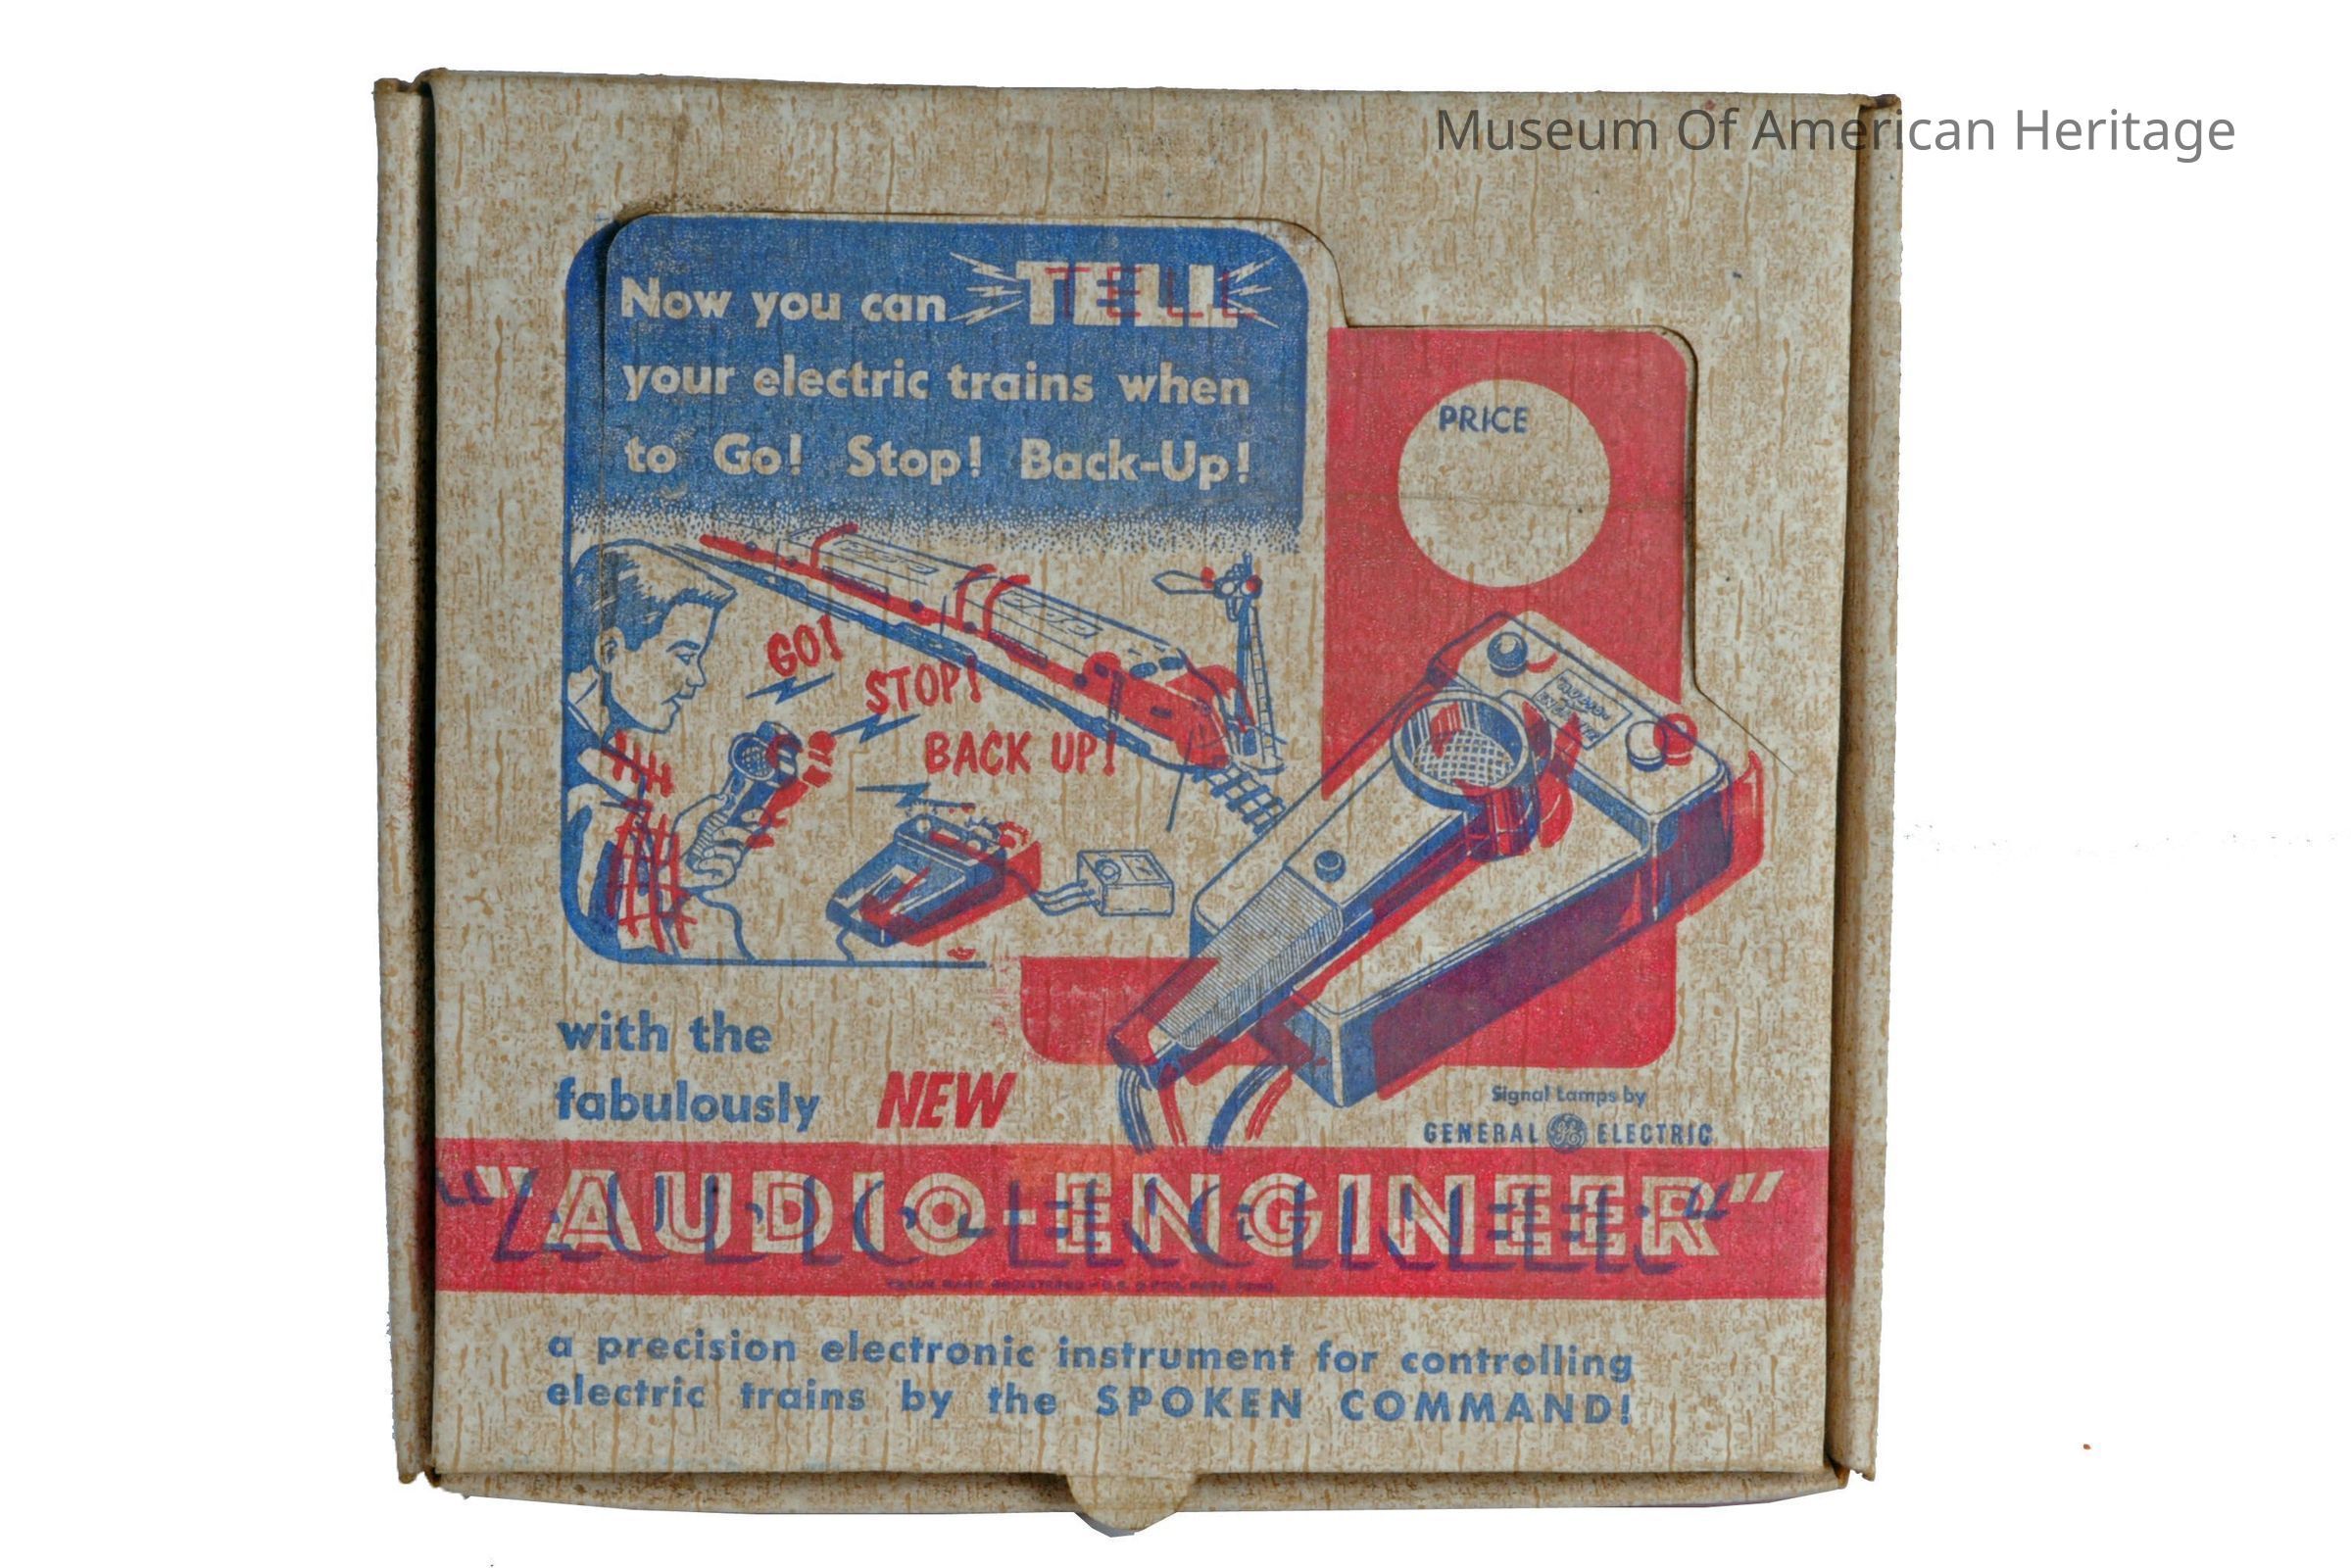 Museum Of American Heritage
Now you can TELL
your electric trains when
to Go! Stop! Back-Up!
PRICE
GO!
STOP!
BACK UP!
with the
fabulously NEW
Signal Lamps by
GENERAL GE ELECTRIC
"AUDIO-ENGINEER"
a precision electronic instrument for controlling
electric trains by the SPOKEN COMMAND!